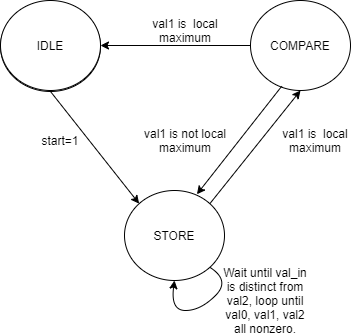 val1 is  local
maximum
IDLE
COMPARE
start=1
val1 is not local
maximum
val1 is  local
maximum
STORE
Wait until val_in
is distinct from
val2, loop until
val0, val1, val2
all nonzero.